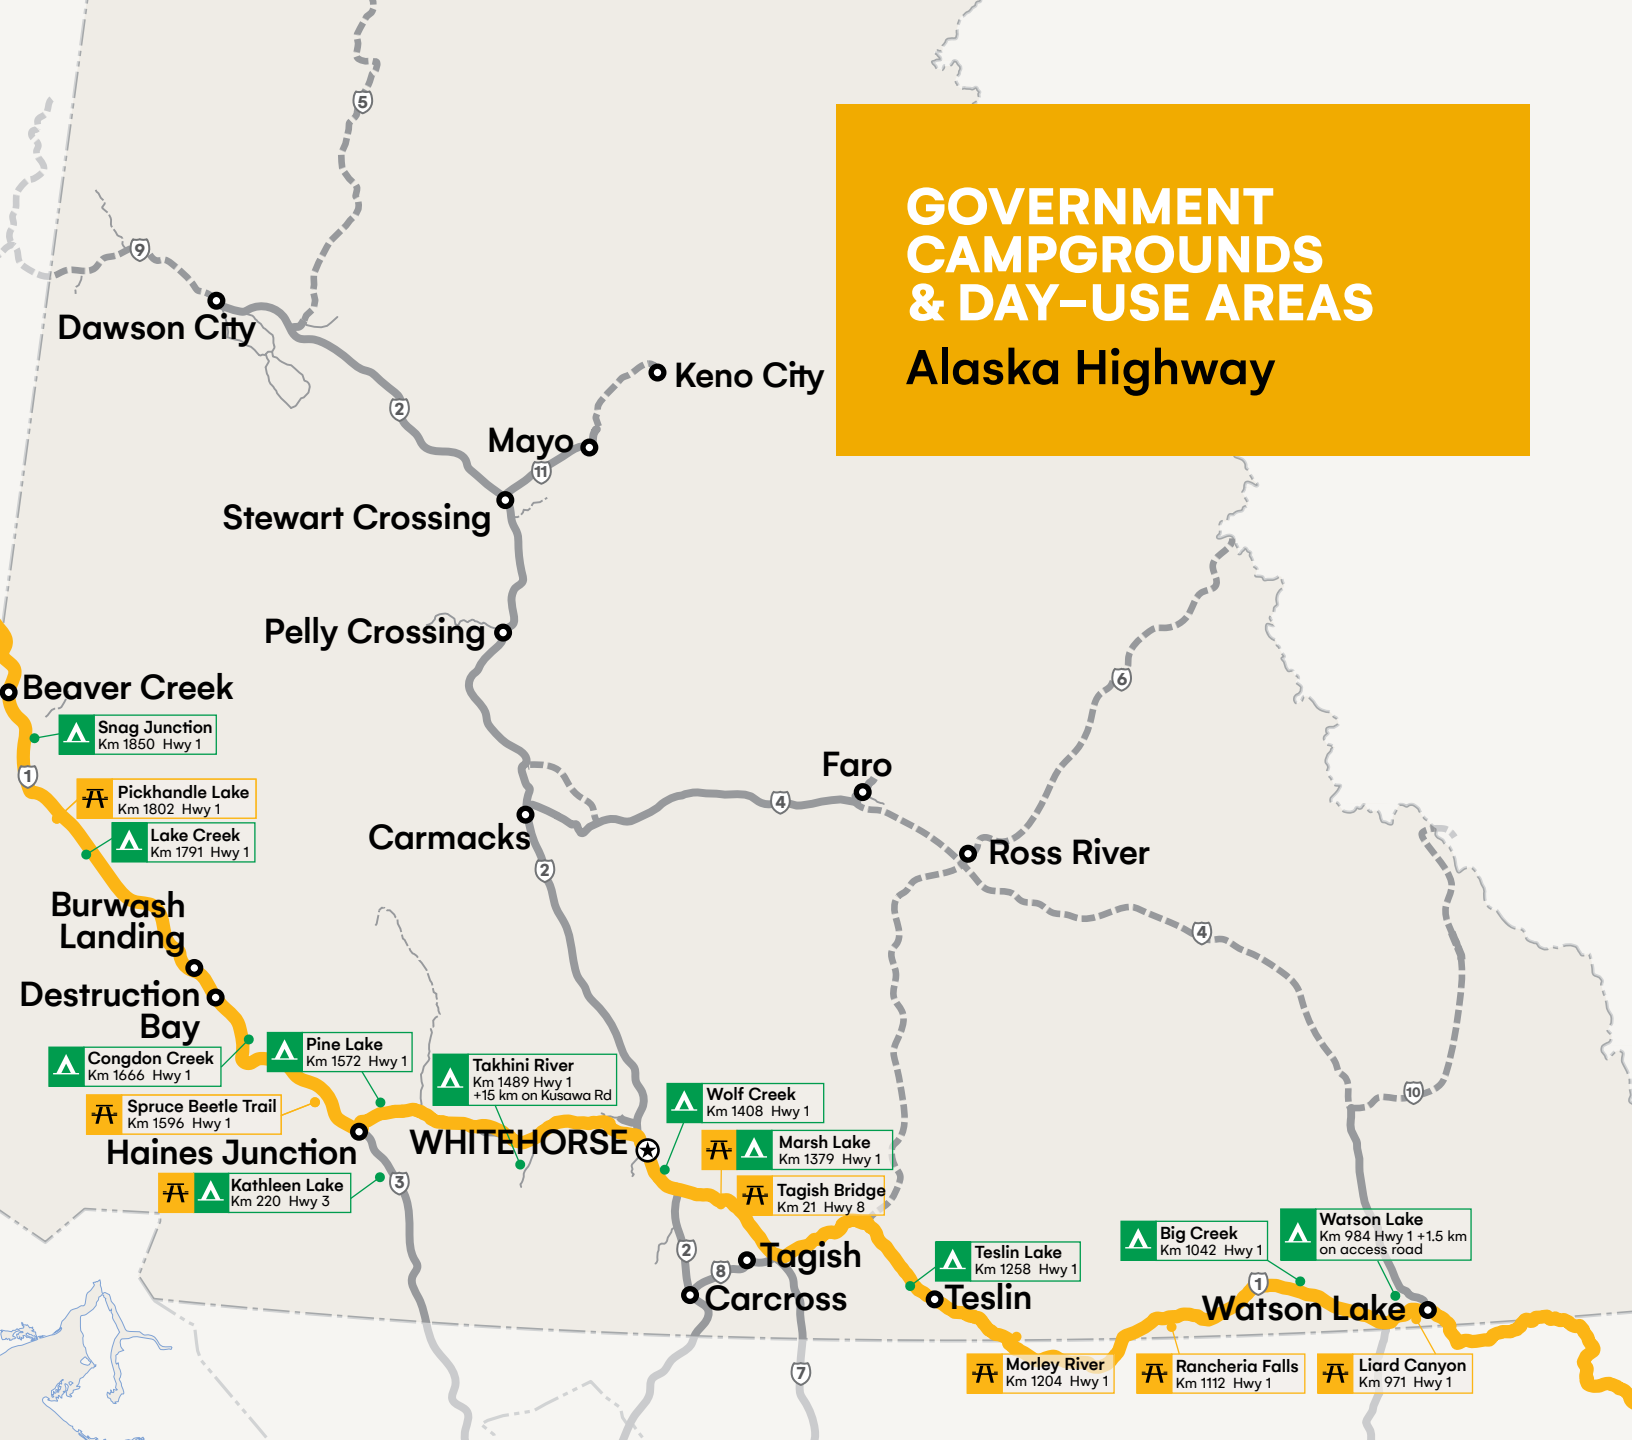 5
GOVERNMENT
CAMPGROUNDS
& DAY–USE AREAS
Alaska Highway
9
Dawson City
Keno City
2
Mayo
11
Stewart Crossing
Pelly Crossing
6
Beaver Creek
Snag Junction
Km 1850 Hwy 1
1
Pickhandle Lake
Km 1802 Hwy 1
Lake Creek
Km 1791 Hwy 1
Faro
4
Carmacks
2
Ross River
Burwash
Landing
4
Destruction
Bay
Congdon Creek
Km 1666 Hwy 1
Pine Lake
Km 1572 Hwy 1
Takhini River
Km 1489 Hwy 1
+15 km on Kusawa Rd
Wolf Creek
Km 1408 Hwy 1
10
Spruce Beetle Trail
Km 1596 Hwy 1
Haines Junction
WHITEHORSE
Marsh Lake
Km 1379 Hwy 1
Kathleen Lake
Km 220 Hwy 3
3
Tagish Bridge
Km 21 Hwy 8
Big Creek
Km 1042 Hwy 1
Watson Lake
Km 984 Hwy 1 +1.5 km
on access road
2
8
Tagish
Teslin Lake
Km 1258 Hwy 1
1
Carcross
Teslin
Watson Lake
7
Morley River
Km 1204 Hwy 1
Rancheria Falls
Km 1112 Hwy 1
Liard Canyon
Km 971 Hwy 1